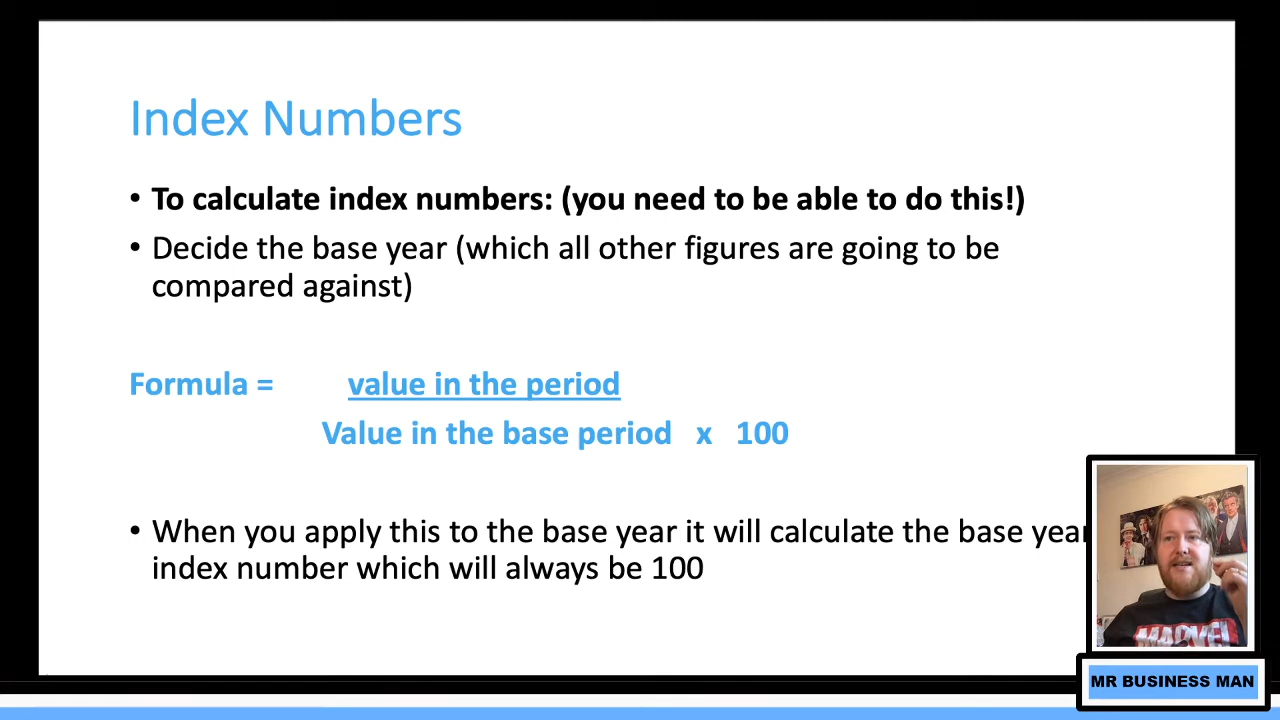 Index Numbers
• To calculate index numbers: (you need to be able to do this!)
• Decide the base year (which all other figures are going to be
compared against)
Formula = value in the period
Value in the base period x 100
• When you apply this to the base year it will calculate the base year
index number which will always be 100
MARVEL
MR BUSINESS MAN